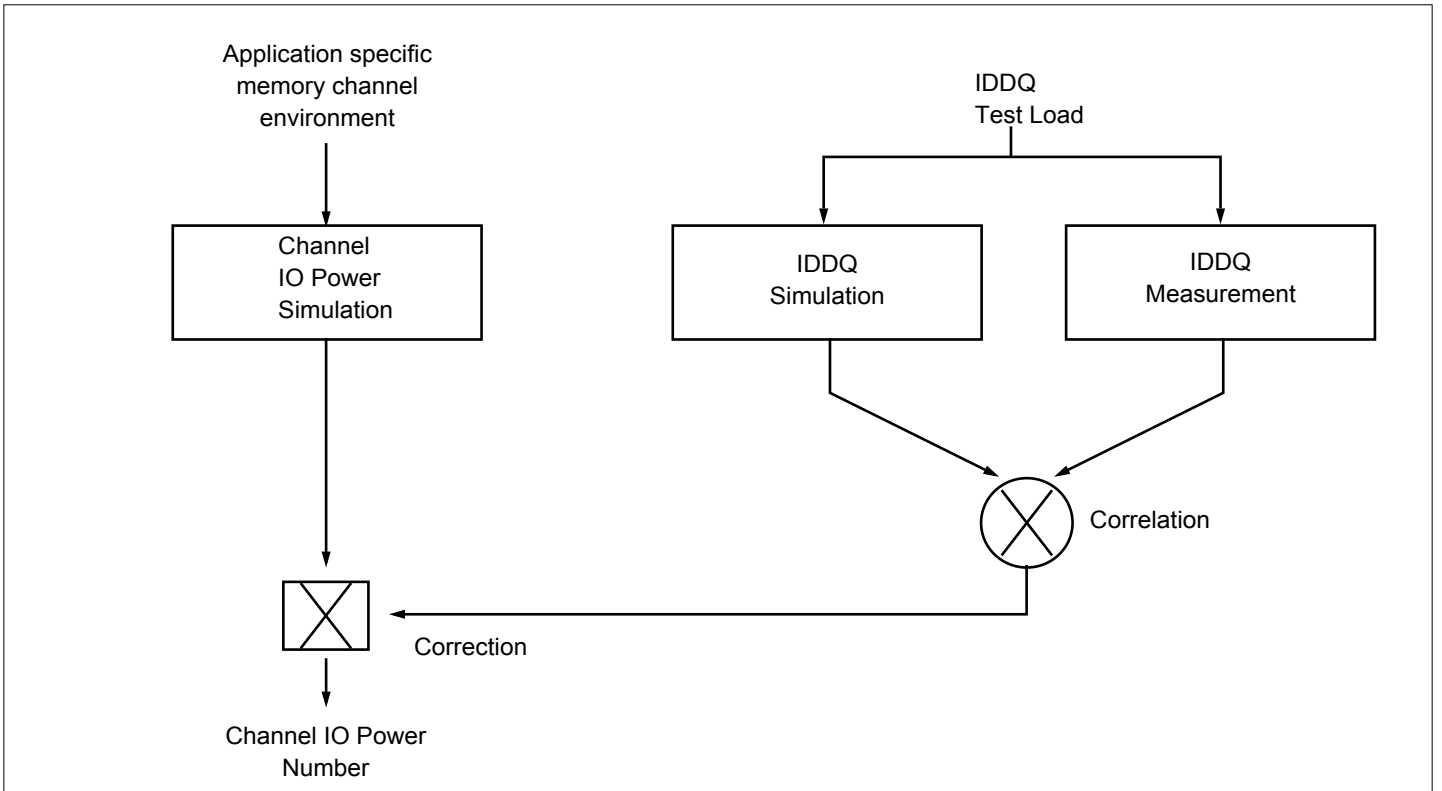 Application specific
memory channel
environment
IDDQ
Test Load
Channel
IO Power
Simulation
IDDQ
Simulation
IDDQ
Measurement
Correlation
Correction
Channel IO Power
Number